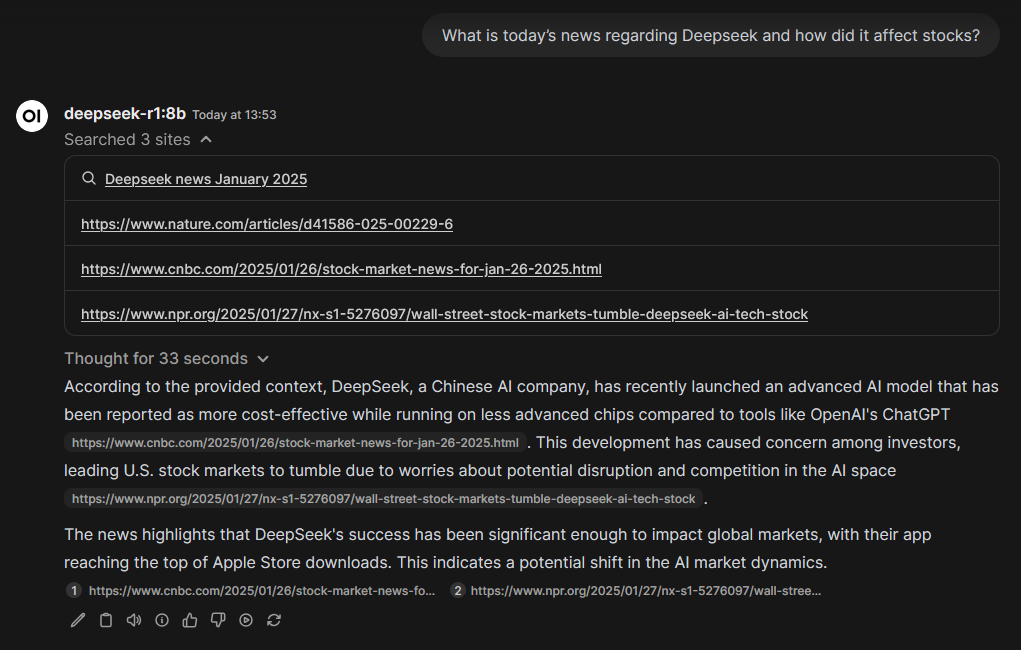 What is today's news regarding Deepseek and how did it affect stocks?
OI
deepseek-r1:8b Today at 13:53
Searched 3 sites
Deepseek news January 2025
https://www.nature.com/articles/d41586-025-00229-6
https://www.cnbc.com/2025/01/26/stock-market-news-for-jan-26-2025.html
https://www.npr.org/2025/01/27/nx-s1-5276097/wall-street-stock-markets-tumble-deepseek-ai-tech-stock
Thought for 33 seconds
According to the provided context, DeepSeek, a Chinese AI company, has recently launched an advanced AI model that has
been reported as more cost-effective while running on less advanced chips compared to tools like OpenAI's ChatGPT
https://www.cnbc.com/2025/01/26/stock-market-news-for-jan-26-2025.html . This development has caused concern among investors,
leading U.S. stock markets to tumble due to worries about potential disruption and competition in the AI space
https://www.npr.org/2025/01/27/nx-s1-5276097/wall-street-stock-markets-tumble-deepseek-ai-tech-stock .
The news highlights that DeepSeek's success has been significant enough to impact global markets, with their app
reaching the top of Apple Store downloads. This indicates a potential shift in the AI market dynamics.
1 https://www.cnbc.com/2025/01/26/stock-market-news-fo... 2 https://www.npr.org/2025/01/27/nx-s1-5276097/wall-stree...